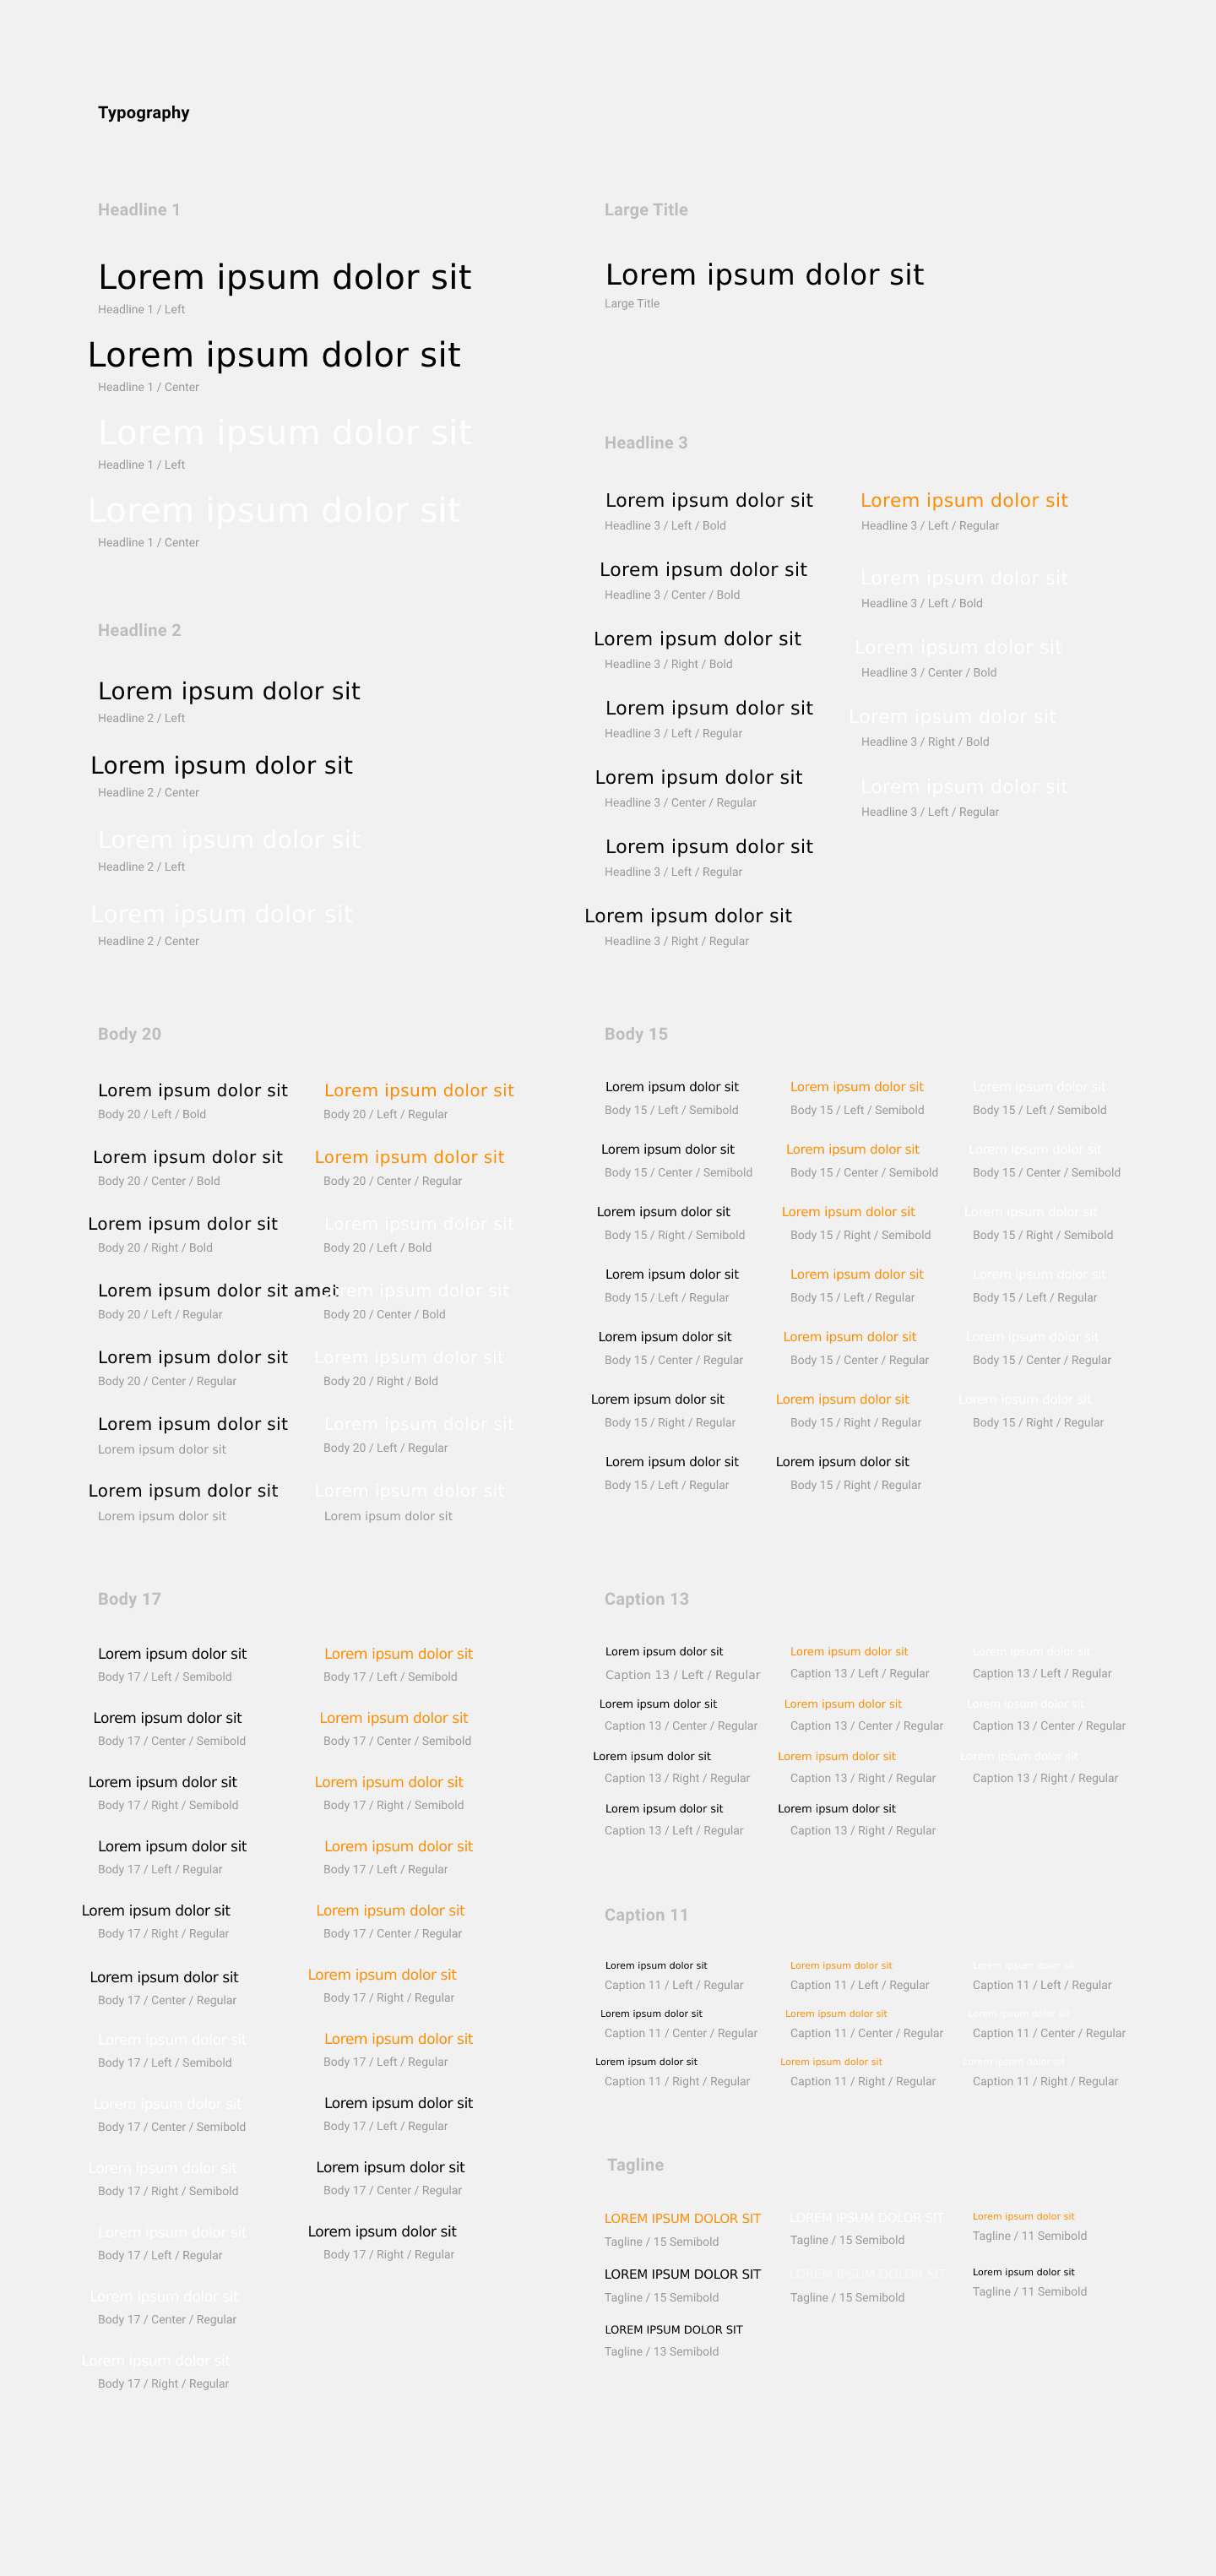 Typography
Headline 1
Lorem ipsum dolor sit
Headline 1 / Left
Lorem ipsum dolor sit
Headline 1 / Center
Lorem ipsum dolor sit
Headline 1 / Left
Lorem ipsum dolor sit
Headline 1 / Center
Large Title
Lorem ipsum dolor sit
Large Title
Headline 2
Lorem ipsum dolor sit
Headline 2 / Left
Lorem ipsum dolor sit
Headline 2 / Center
Lorem ipsum dolor sit
Headline 2 / Left
Lorem ipsum dolor sit
Headline 2 / Center
Headline 3
Lorem ipsum dolor sit
Headline 3 / Left / Bold
Lorem ipsum dolor sit
Headline 3 / Center / Bold
Lorem ipsum dolor sit
Headline 3 / Right / Bold
Lorem ipsum dolor sit
Headline 3 / Left / Regular
Lorem ipsum dolor sit
Headline 3 / Center / Regular
Lorem ipsum dolor sit
Headline 3 / Left / Regular
Lorem ipsum dolor sit
Headline 3 / Right / Regular
Lorem ipsum dolor sit
Headline 3 / Left / Regular
Lorem ipsum dolor sit
Headline 3 / Left / Bold
Lorem ipsum dolor sit
Headline 3 / Center / Bold
Lorem ipsum dolor sit
Headline 3 / Right / Bold
Lorem ipsum dolor sit
Headline 3 / Left / Regular
Body 20
Lorem ipsum dolor sit
Body 20 / Left / Bold
Lorem ipsum dolor sit
Body 20 / Center / Bold
Lorem ipsum dolor sit
Body 20 / Right / Bold
Lorem ipsum dolor sit amet
Body 20 / Left / Regular
Lorem ipsum dolor sit
Body 20 / Center / Regular
Lorem ipsum dolor sit
Lorem ipsum dolor sit
Lorem ipsum dolor sit
Lorem ipsum dolor sit
Lorem ipsum dolor sit
Body 20 / Left / Regular
Lorem ipsum dolor sit
Body 20 / Center / Regular
Lorem ipsum dolor sit
Body 20 / Left / Bold
Lorem ipsum dolor sit
Body 20 / Center / Bold
Lorem ipsum dolor sit
Body 20 / Right / Bold
Lorem ipsum dolor sit
Body 20 / Left / Regular
Lorem ipsum dolor sit
Lorem ipsum dolor sit
Body 15
Lorem ipsum dolor sit
Body 15 / Left / Semibold
Lorem ipsum dolor sit
Body 15 / Center / Semibold
Lorem ipsum dolor sit
Body 15 / Right / Semibold
Lorem ipsum dolor sit
Body 15 / Left / Regular
Lorem ipsum dolor sit
Body 15 / Center / Regular
Lorem ipsum dolor sit
Body 15 / Right / Regular
Lorem ipsum dolor sit
Body 15 / Left / Regular
Lorem ipsum dolor sit
Body 15 / Left / Semibold
Lorem ipsum dolor sit
Body 15 / Center / Semibold
Lorem ipsum dolor sit
Body 15 / Right / Semibold
Lorem ipsum dolor sit
Body 15 / Left / Regular
Lorem ipsum dolor sit
Body 15 / Center / Regular
Lorem ipsum dolor sit
Body 15 / Right / Regular
Lorem ipsum dolor sit
Body 15 / Right / Regular
Lorem ipsum dolor sit
Body 15 / Left / Semibold
Lorem ipsum dolor sit
Body 15 / Center / Semibold
Lorem ipsum dolor sit
Body 15 / Right / Semibold
Lorem ipsum dolor sit
Body 15 / Left / Regular
Lorem ipsum dolor sit
Body 15 / Center / Regular
Lorem ipsum dolor sit
Body 15 / Right / Regular
Body 17
Lorem ipsum dolor sit
Body 17 / Left / Semibold
Lorem ipsum dolor sit
Body 17 / Center / Semibold
Lorem ipsum dolor sit
Body 17 / Right / Semibold
Lorem ipsum dolor sit
Body 17 / Left / Regular
Lorem ipsum dolor sit
Body 17 / Right / Regular
Lorem ipsum dolor sit
Body 17 / Center / Regular
Lorem ipsum dolor sit
Body 17 / Left / Semibold
Lorem ipsum dolor sit
Body 17 / Center / Semibold
Lorem ipsum dolor sit
Body 17 / Right / Semibold
Lorem ipsum dolor sit
Body 17 / Left / Regular
Lorem ipsum dolor sit
Body 17 / Center / Regular
Lorem ipsum dolor sit
Body 17 / Right / Regular
Lorem ipsum dolor sit
Body 17 / Left / Semibold
Lorem ipsum dolor sit
Body 17 / Center / Semibold
Lorem ipsum dolor sit
Body 17 / Right / Semibold
Lorem ipsum dolor sit
Body 17 / Left / Regular
Lorem ipsum dolor sit
Body 17 / Center / Regular
Lorem ipsum dolor sit
Body 17 / Right / Regular
Lorem ipsum dolor sit
Body 17 / Left / Regular
Lorem ipsum dolor sit
Body 17 / Left / Regular
Lorem ipsum dolor sit
Body 17 / Center / Regular
Lorem ipsum dolor sit
Body 17 / Right / Regular
Caption 13
Lorem ipsum dolor sit
Caption 13 / Left / Regular
Lorem ipsum dolor sit
Caption 13 / Center / Regular
Lorem ipsum dolor sit
Caption 13 / Right / Regular
Lorem ipsum dolor sit
Caption 13 / Left / Regular
Lorem ipsum dolor sit
Caption 13 / Left / Regular
Lorem ipsum dolor sit
Caption 13 / Center / Regular
Lorem ipsum dolor sit
Caption 13 / Right / Regular
Lorem ipsum dolor sit
Caption 13 / Right / Regular
Lorem ipsum dolor sit
Caption 13 / Left / Regular
Lorem ipsum dolor sit
Caption 13 / Center / Regular
Lorem ipsum dolor sit
Caption 13 / Right / Regular
Caption 11
Lorem ipsum dolor sit
Caption 11 / Left / Regular
Lorem ipsum dolor sit
Caption 11 / Center / Regular
Lorem ipsum dolor sit
Caption 11 / Right / Regular
Lorem ipsum dolor sit
Caption 11 / Left / Regular
Lorem ipsum dolor sit
Caption 11 / Center / Regular
Lorem ipsum dolor sit
Caption 11 / Right / Regular
Lorem ipsum dolor sit
Caption 11 / Left / Regular
Lorem ipsum dolor sit
Caption 11 / Center / Regular
Lorem ipsum dolor sit
Caption 11 / Right / Regular
Tagline
LOREM IPSUM DOLOR SIT
Tagline / 15 Semibold
LOREM IPSUM DOLOR SIT
Tagline / 15 Semibold
LOREM IPSUM DOLOR SIT
Tagline / 13 Semibold
LOREM IPSUM DOLOR SIT
Tagline / 15 Semibold
LOREM IPSUM DOLOR SIT
Tagline / 15 Semibold
Lorem ipsum dolor sit
Tagline / 11 Semibold
Lorem ipsum dolor sit
Tagline / 11 Semibold